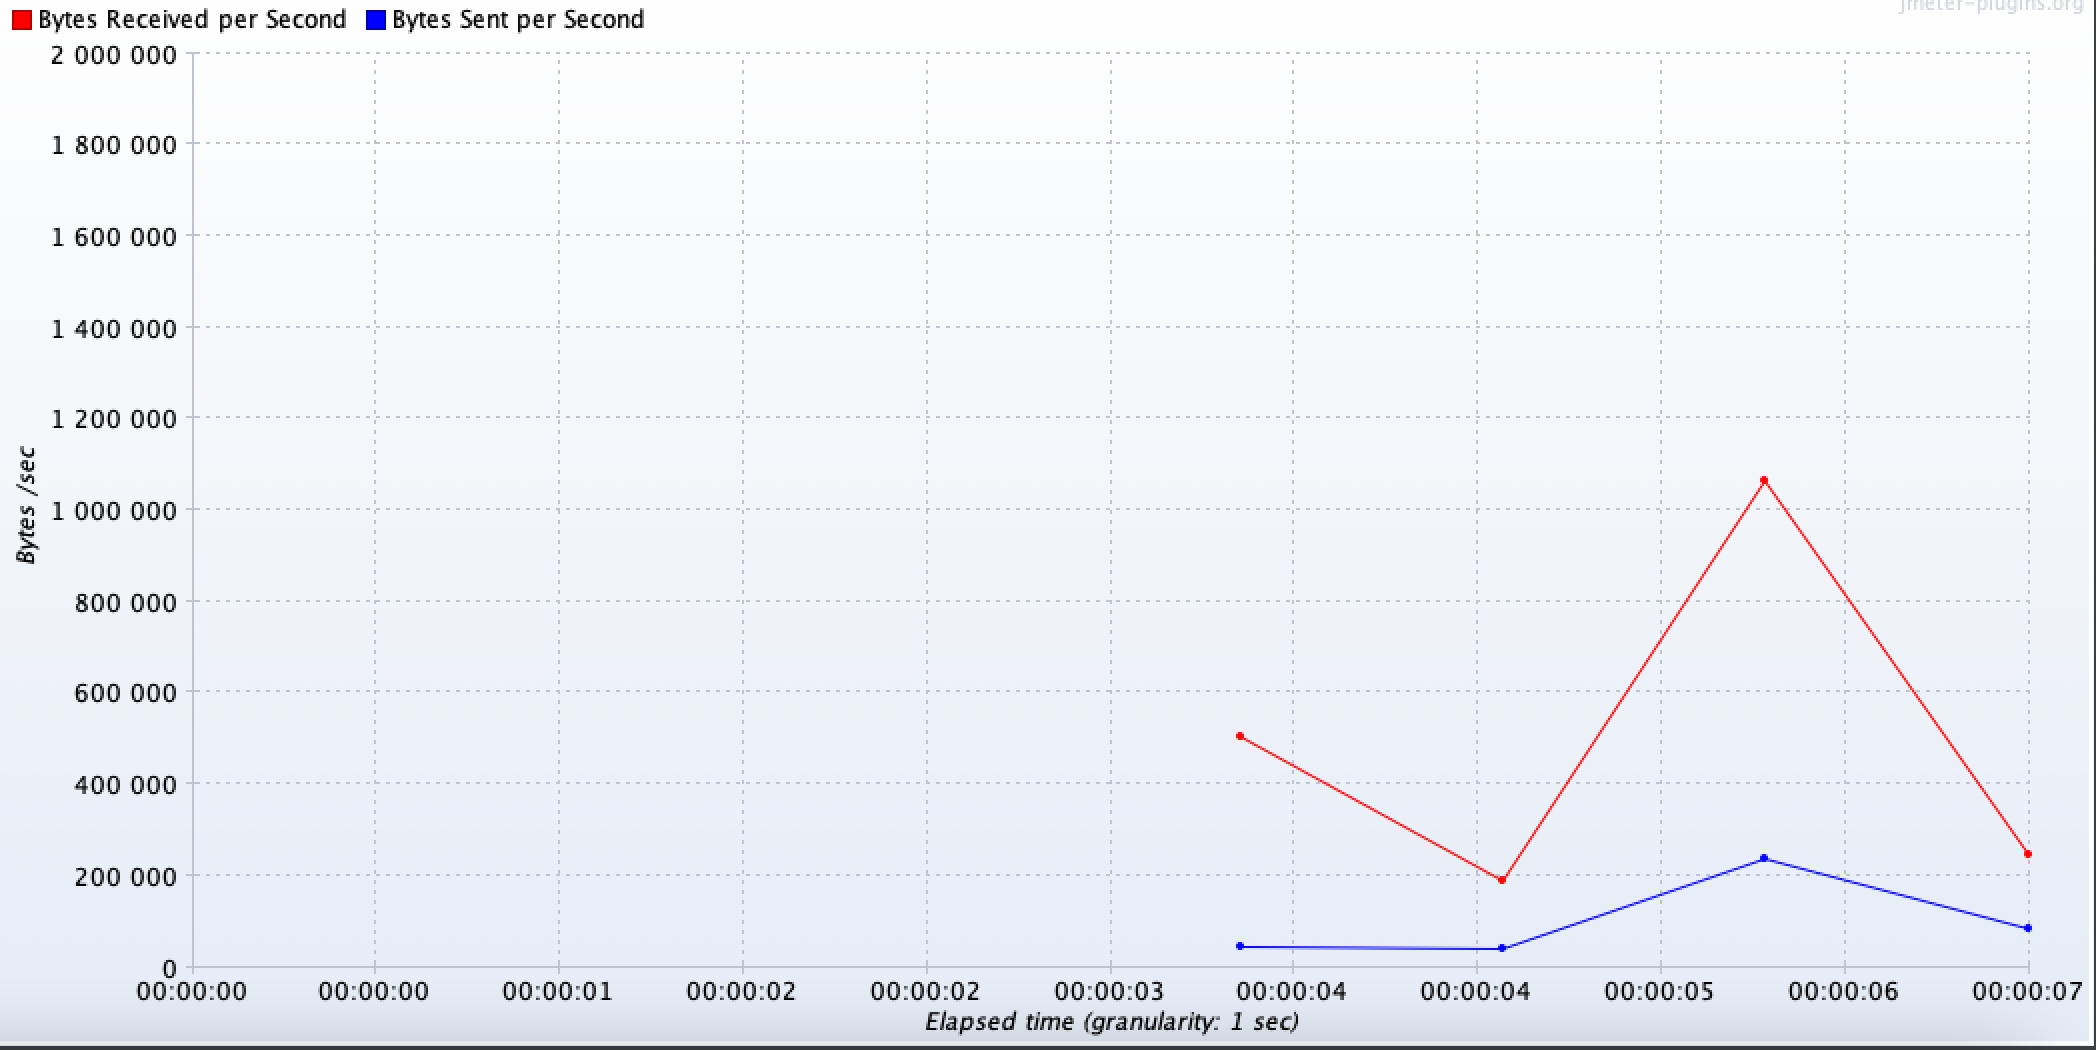 jmeter-plugins.org
Bytes Received per Second Bytes Sent per Second
2 000 000
1 800 000
1 600 000
1 400 000
1 200 000
1 000 000
800 000
600 000
400 000
200 000
0
Bytes /sec
00:00:00 00:00:00 00:00:01 00:00:02 00:00:02 00:00:03 00:00:04 00:00:04 00:00:05 00:00:06 00:00:07
Elapsed time (granularity: 1 sec)